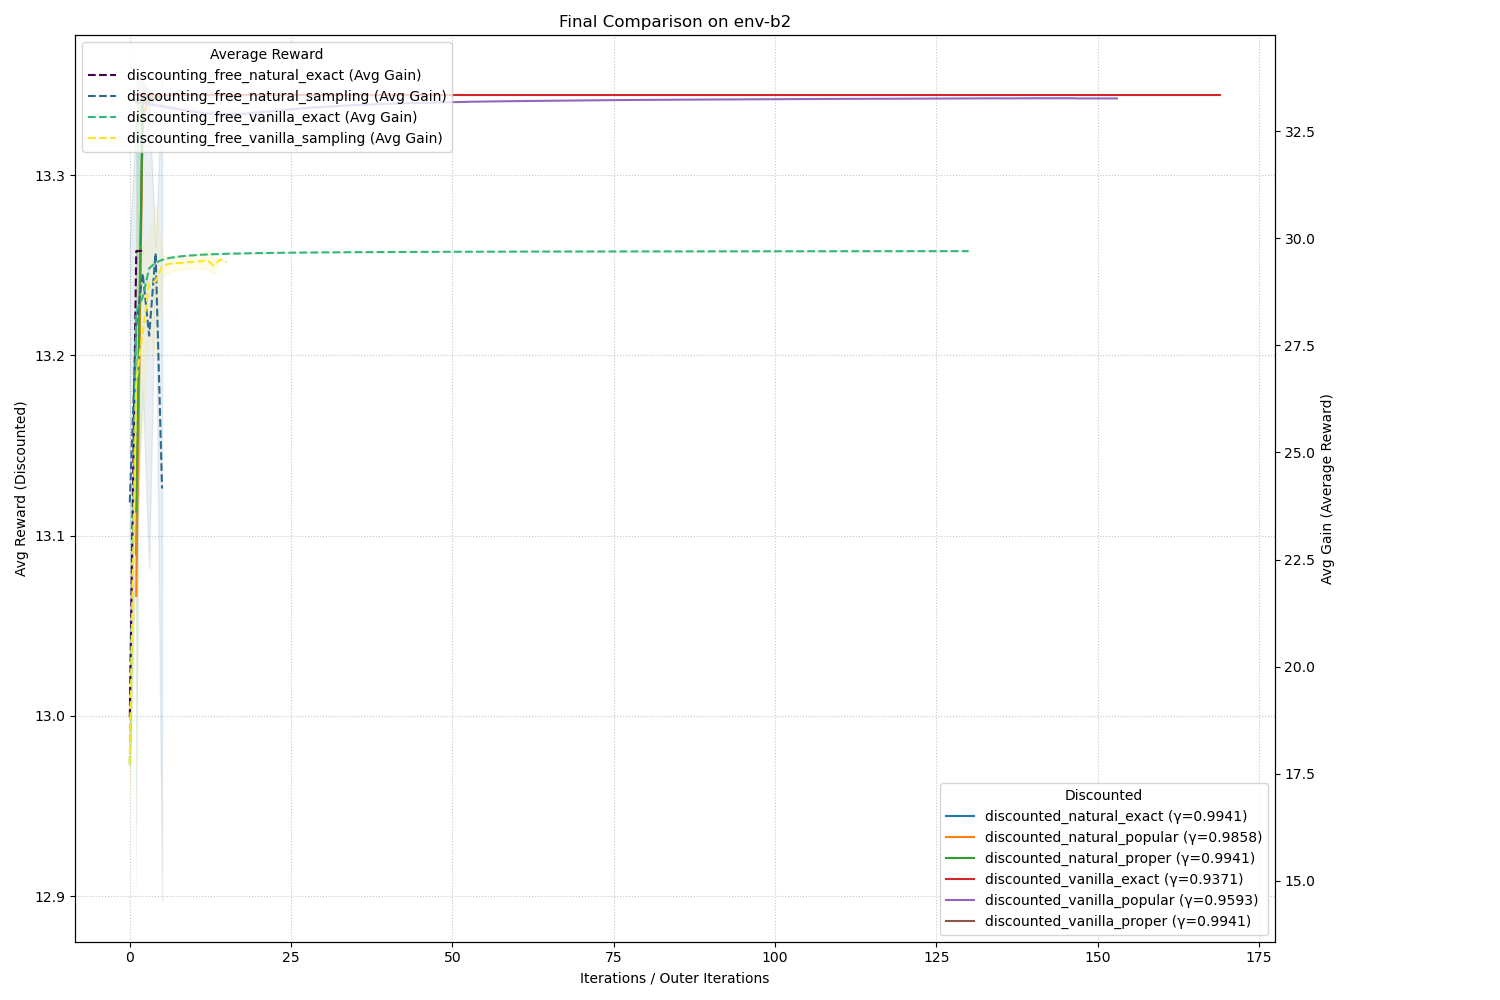 Final Comparison on env-b2
Average Reward
discounting_free_natural_exact (Avg Gain)
discounting_free_natural_sampling (Avg Gain)
discounting_free_vanilla_exact (Avg Gain)
discounting_free_vanilla_sampling (Avg Gain)
Avg Reward (Discounted)
13.3
13.2
13.1
13.0
12.9
32.5
30.0
27.5
25.0
22.5
20.0
17.5
15.0
Avg Gain (Average Reward)
Discounted
discounted_natural_exact (γ=0.9941)
discounted_natural_popular (γ=0.9858)
discounted_natural_proper (γ=0.9941)
discounted_vanilla_exact (γ=0.9371)
discounted_vanilla_popular (γ=0.9593)
discounted_vanilla_proper (γ=0.9941)
0 25 50 75 100 125 150 175
Iterations / Outer Iterations